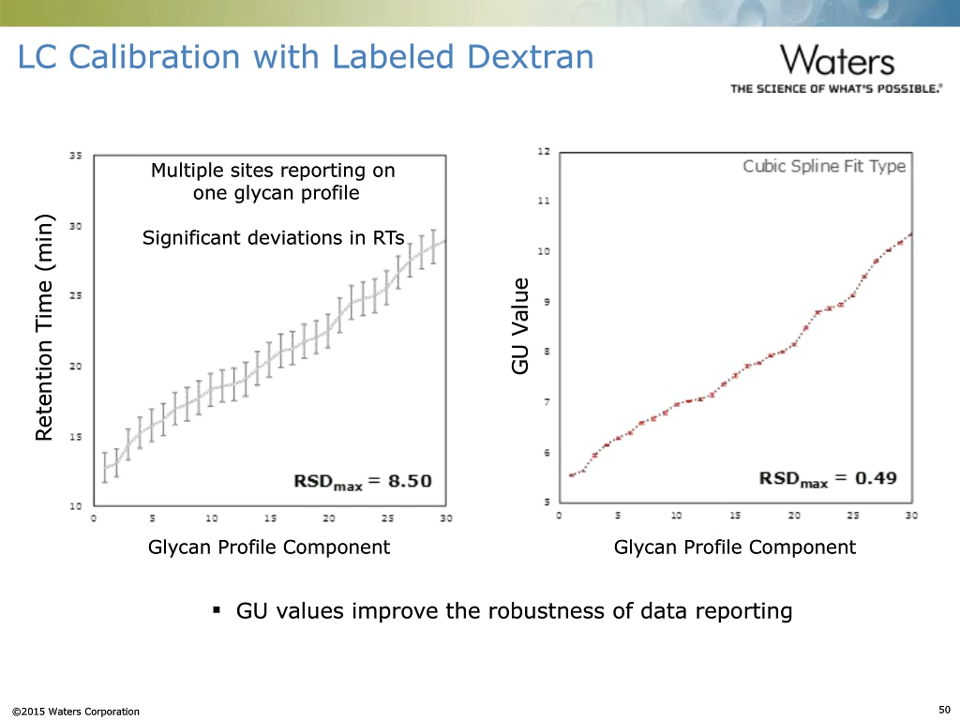 LC Calibration with Labeled Dextran
Waters
THE SCIENCE OF WHAT'S POSSIBLE.®
Multiple sites reporting on
one glycan profile
Significant deviations in RTs
Retention Time (min)
35
30
25
20
15
10
RSDmax = 8.50
0 5 10 15 20 25 30
Glycan Profile Component
Cubic Spline Fit Type
GU Value
12
11
10
9
8
7
6
5
RSDmax = 0.49
0 5 10 15 20 25 30
Glycan Profile Component
▪ GU values improve the robustness of data reporting
©2015 Waters Corporation
50